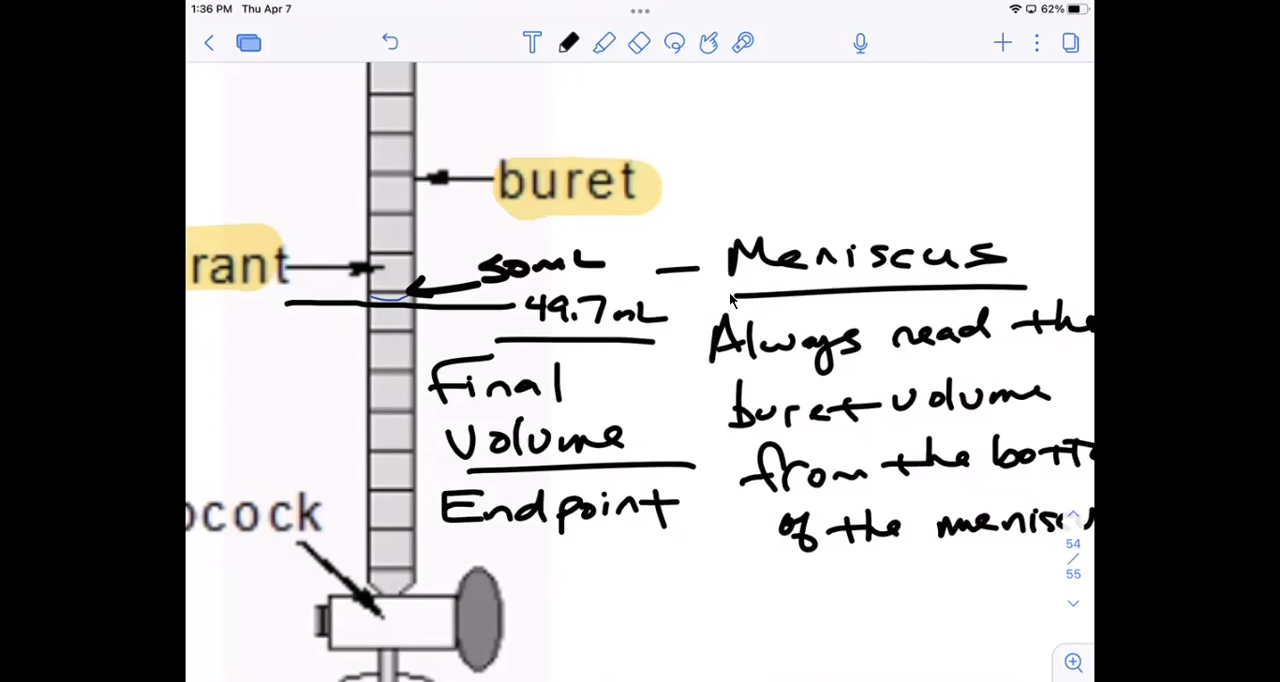 1:36 PM Thu Apr 7
62%
T
buret
rant
50mL - Meniscus
49.7mL
Always read the
Final
buret volume
Volume
from the bott
Endpoint
of the menisc
ocock
54
/
55